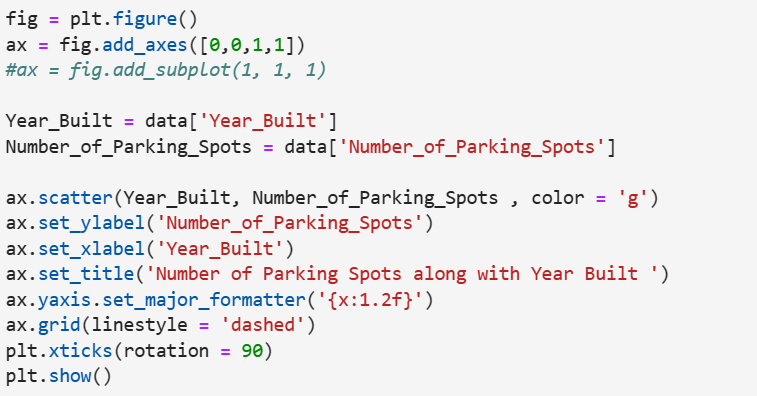 fig = plt.figure()
ax = fig.add_axes([0,0,1,1])
#ax = fig.add_subplot(1, 1, 1)
Year_Built = data['Year_Built']
Number_of_Parking_Spots = data['Number_of_Parking_Spots']
ax.scatter(Year_Built, Number_of_Parking_Spots , color = 'g')
ax.set_ylabel('Number_of_Parking_Spots')
ax.set_xlabel('Year_Built')
ax.set_title('Number of Parking Spots along with Year Built ')
ax.yaxis.set_major_formatter('{x:1.2f}')
ax.grid(linestyle = 'dashed')
plt.xticks(rotation = 90)
plt.show()